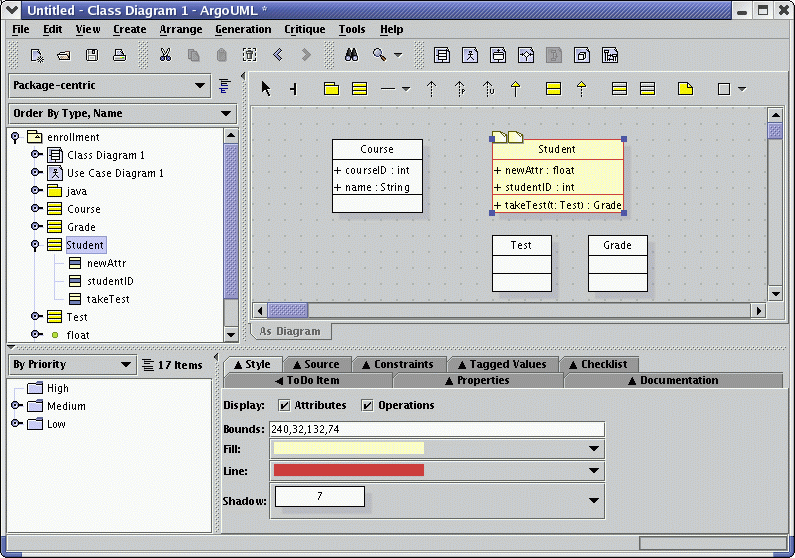 Untitled - Class Diagram 1 - ArgoUML *
File Edit View Create Arrange Generation Critique Tools Help
Package-centric
Order By Type, Name
enrollment
Class Diagram 1
Use Case Diagram 1
java
Course
Grade
Student
newAttr
studentID
takeTest
Test
float
Course
+ courseID : int
+ name : String
Student
+ newAttr : float
+ studentID : int
+ takeTest(t: Test) : Grade
Test
Grade
As Diagram
By Priority
17 Items
High
Medium
Low
▲ Style ▲ Source ▲ Constraints ▲ Tagged Values ▲ Checklist
◄ ToDo Item ▲ Properties ▲ Documentation
Display: Attributes Operations
Bounds: 240,32,132,74
Fill:
Line:
Shadow: 7